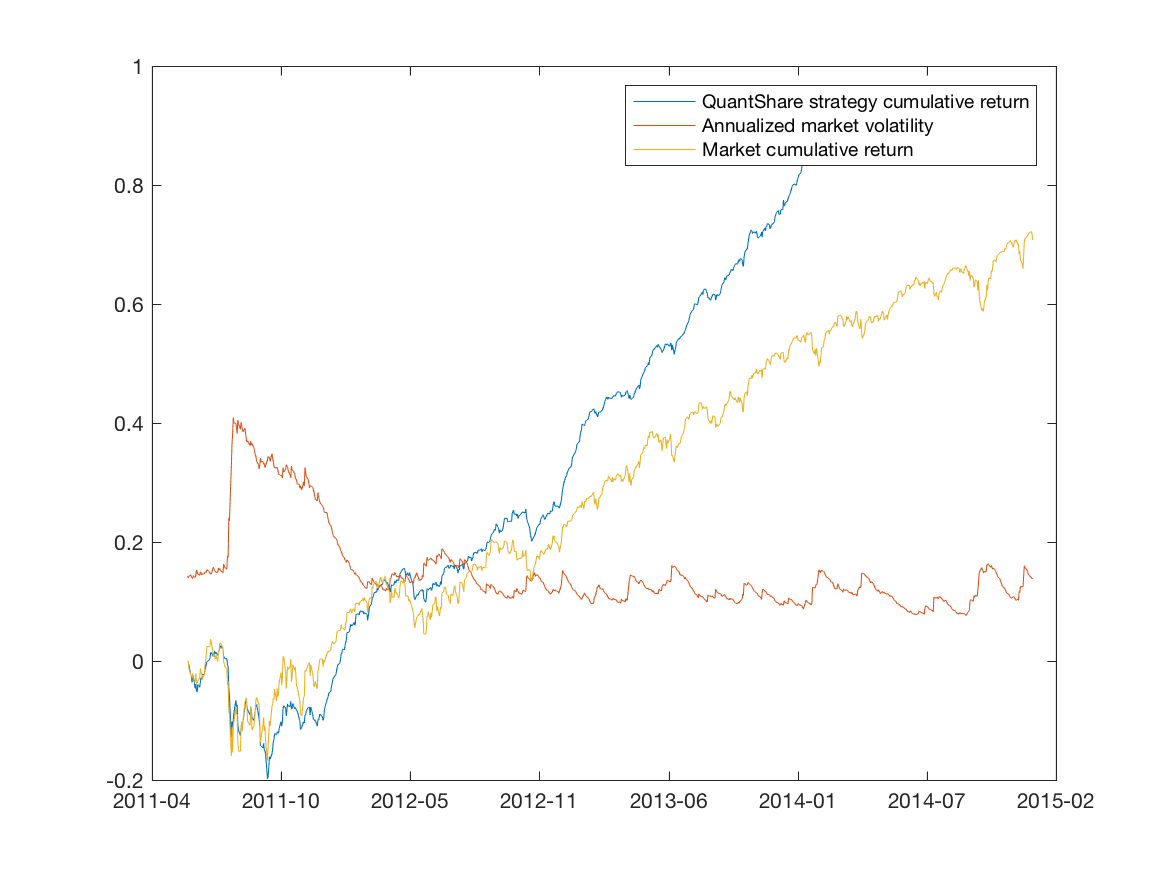 1
0.8
0.6
0.4
0.2
0
-0.2
2011-04 2011-10 2012-05 2012-11 2013-06 2014-01 2014-07 2015-02
QuantShare strategy cumulative return
Annualized market volatility
Market cumulative return